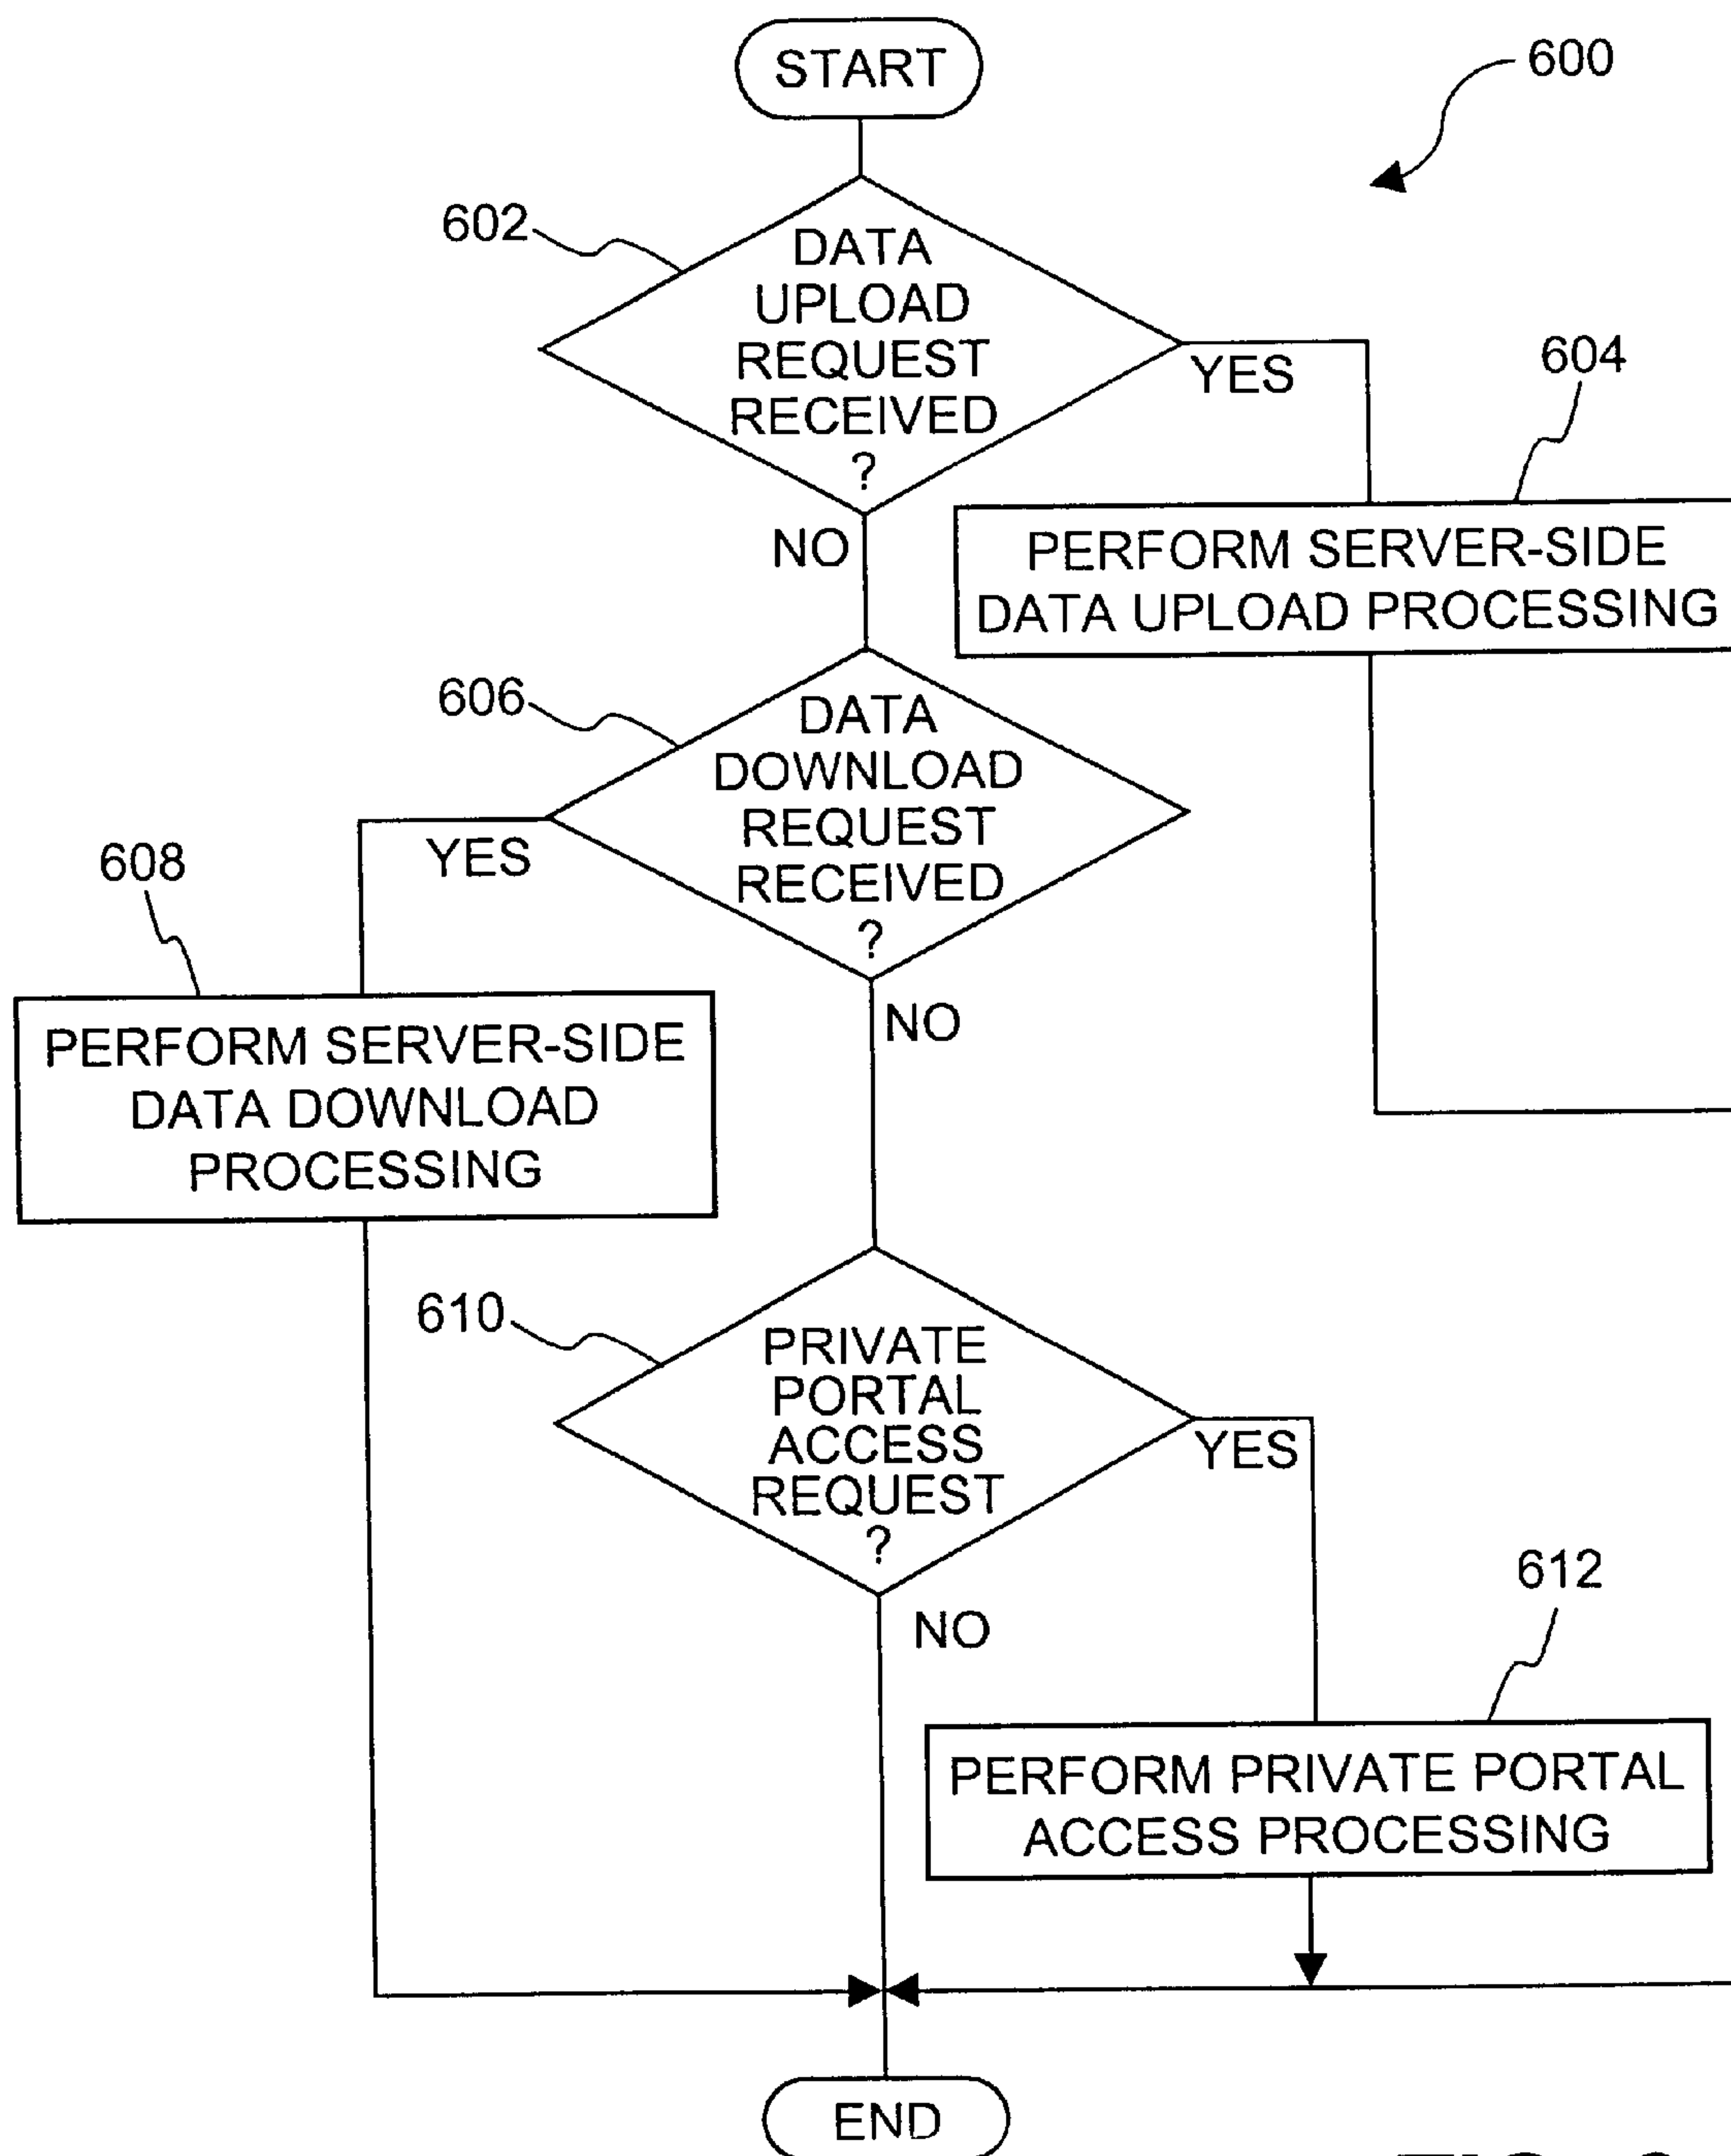 START
600
602
DATA
UPLOAD
REQUEST
RECEIVED
?
YES
604
NO
PERFORM SERVER-SIDE
DATA UPLOAD PROCESSING
606
DATA
DOWNLOAD
REQUEST
RECEIVED
?
YES
608
NO
PERFORM SERVER-SIDE
DATA DOWNLOAD
PROCESSING
610
PRIVATE
PORTAL
ACCESS
REQUEST
?
YES
612
NO
PERFORM PRIVATE PORTAL
ACCESS PROCESSING
END